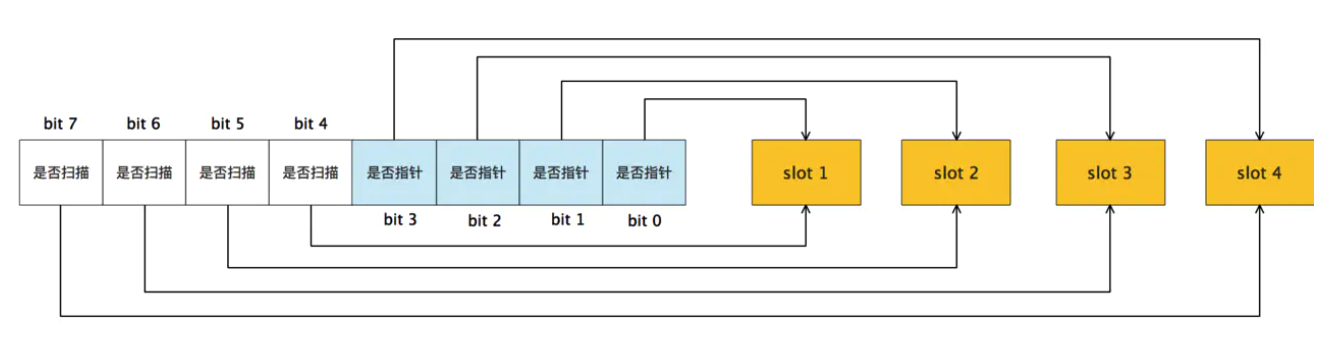 bit 7 bit 6 bit 5 bit 4
是否扫描 是否扫描 是否扫描 是否扫描 是否指针 是否指针 是否指针 是否指针 slot 1 slot 2 slot 3 slot 4
bit 3 bit 2 bit 1 bit 0